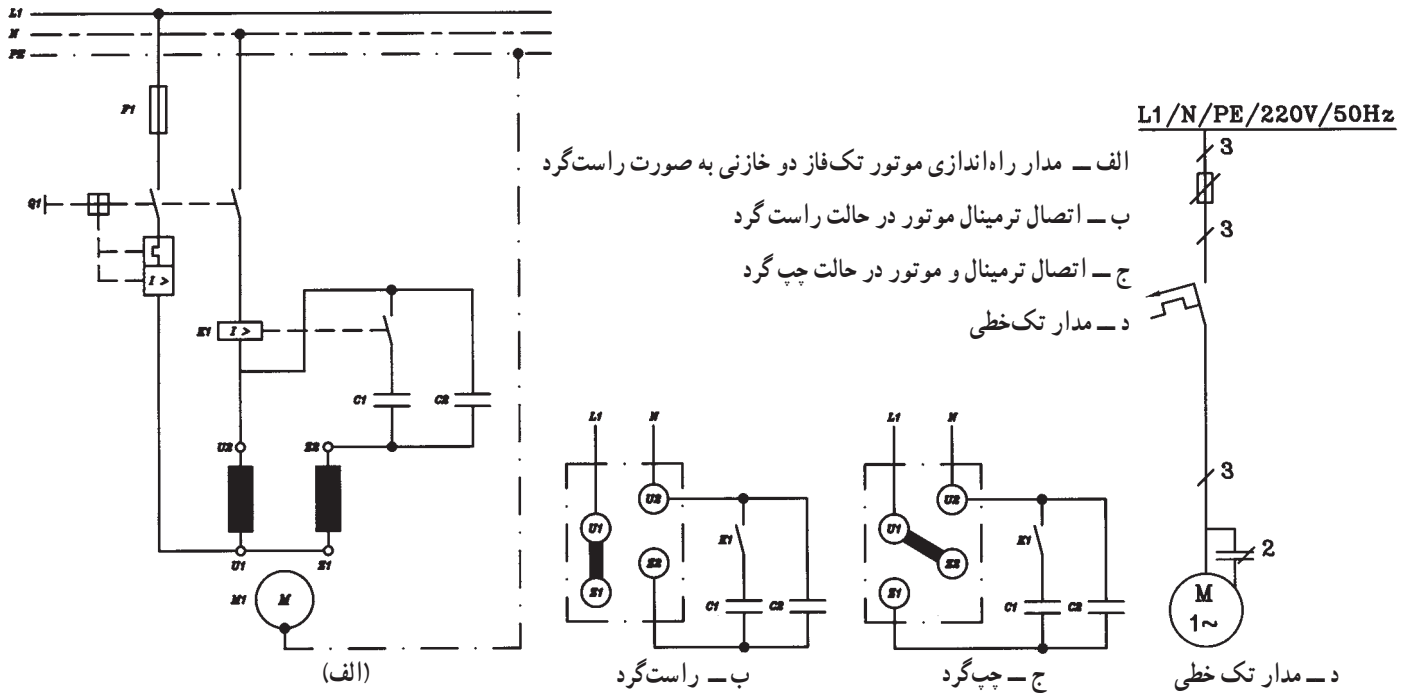 L1
N
PE
F1
Q1
I >
K1
I >
C1
C2
U2
Z2
U1
Z1
M1
M
(الف)
الف ــ مدار راه‌اندازی موتور تک‌فاز دو خازنی به صورت راست‌گرد
ب ــ اتصال ترمینال موتور در حالت راست گرد
ج ــ اتصال ترمینال و موتور در حالت چپ گرد
د ــ مدار تک‌خطی
L1
N
U2
U1
K1
Z2
Z1
C1
C2
ب ــ راست‌گرد
L1
N
U2
U1
K1
Z2
Z1
C1
C2
ج ــ چپ‌گرد
L1/N/PE/220V/50Hz
3
3
3
2
M
1~
د ــ مدار تک خطی